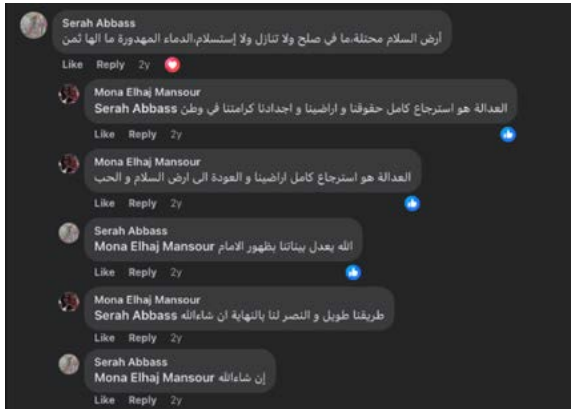 Serah Abbass
أرض السلام محتلة،ما في صلح ولا تنازل ولا إستسلام،الدماء المهدورة ما الها ثمن
Like Reply 2y
Mona Elhaj Mansour
Serah Abbass العدالة هو استرجاع كامل حقوقنا و اراضينا و اجدادنا كرامتنا في وطن
Like Reply 2y
Mona Elhaj Mansour
العدالة هو استرجاع كامل اراضينا و العودة الى ارض السلام و الحب
Like Reply 2y
Serah Abbass
Mona Elhaj Mansour الله يعدل بيناتنا بظهور الامام
Like Reply 2y
Mona Elhaj Mansour
Serah Abbass طريقنا طويل و النصر لنا بالنهاية ان شاءالله
Like Reply 2y
Serah Abbass
Mona Elhaj Mansour إن شاءالله
Like Reply 2y